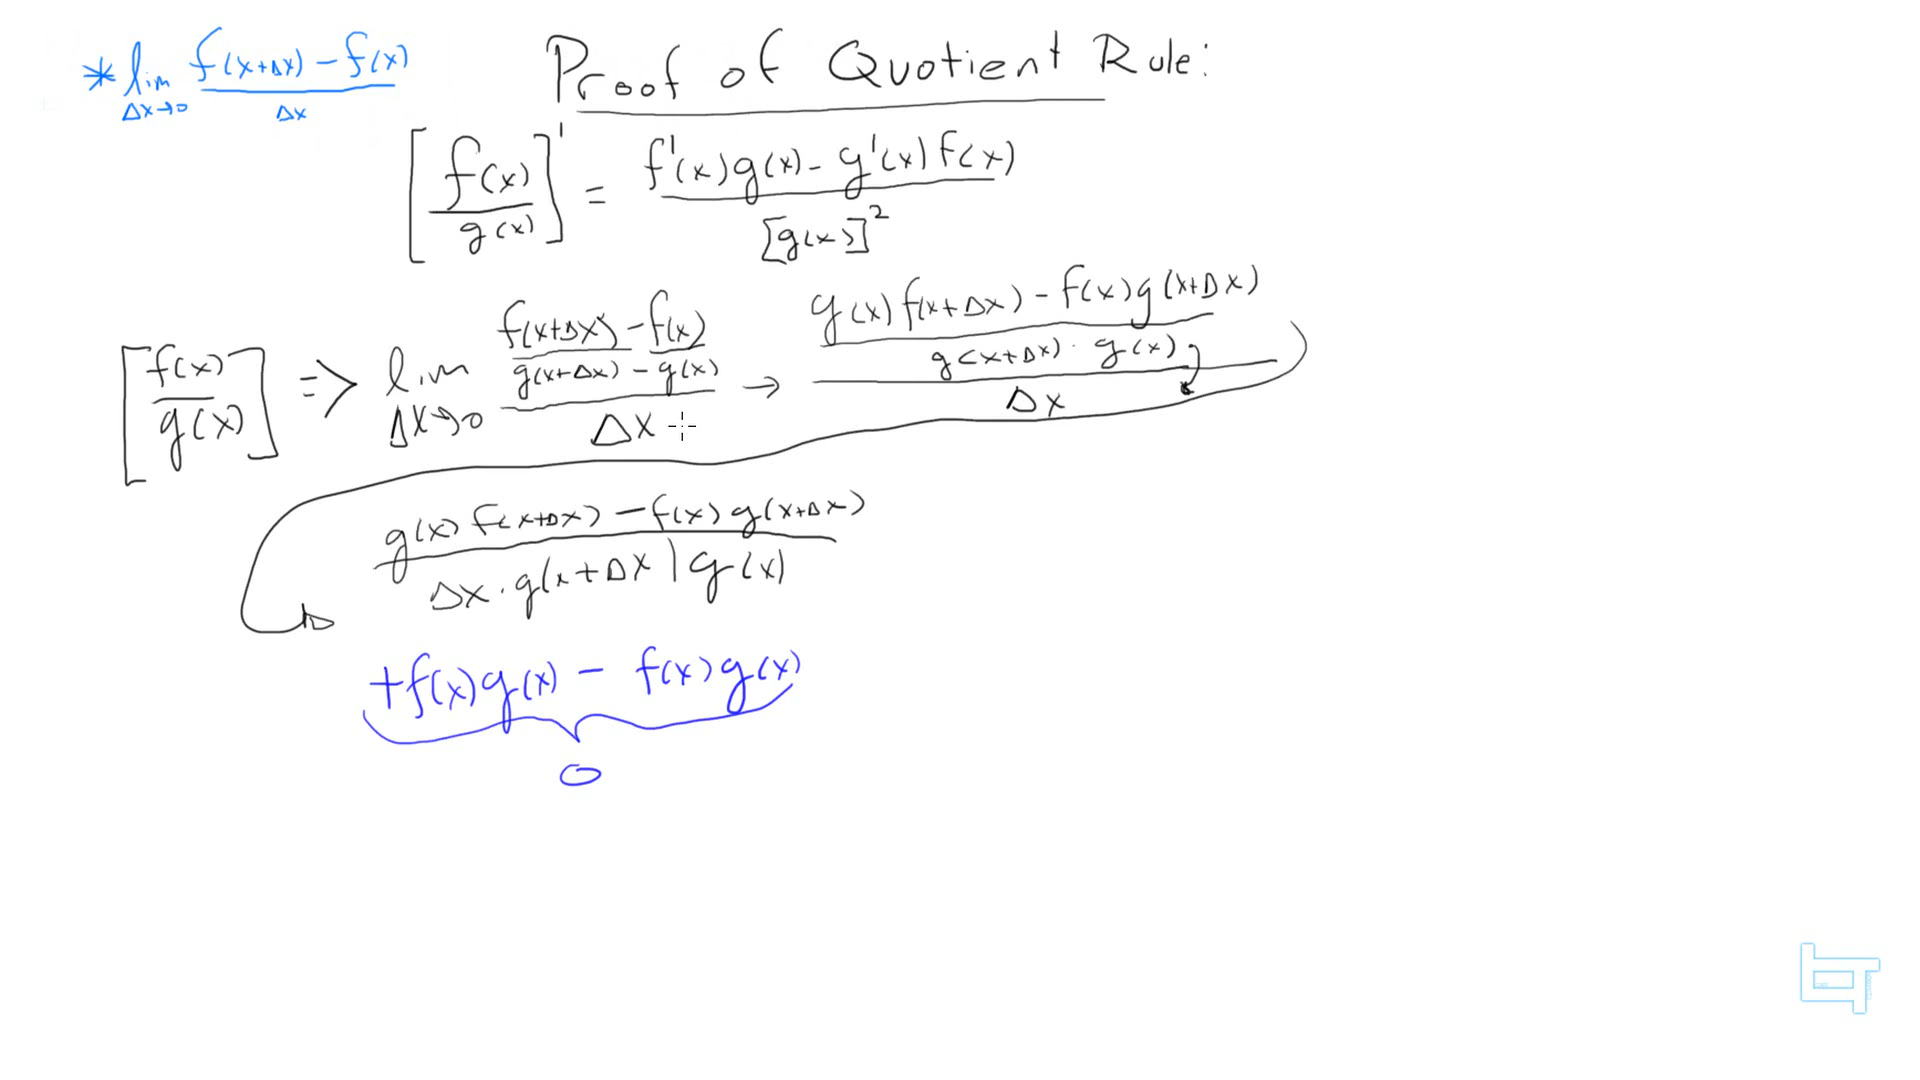 * lim f(x+Δx) - f(x)
Δx→0 Δx
Proof of Quotient Rule:
[f(x)/g(x)]' = f'(x)g(x) - g'(x)f(x)
[g(x)]²
[f(x)/g(x)] => lim f(x+Δx) - f(x)
Δx→0 g(x+Δx) - g(x)
Δx
→ g(x)f(x+Δx) - f(x)g(x+Δx)
g(x+Δx) · g(x)
Δx
g(x)f(x+Δx) - f(x)g(x+Δx)
Δx · g(x+Δx)g(x)
+f(x)g(x) - f(x)g(x)
0